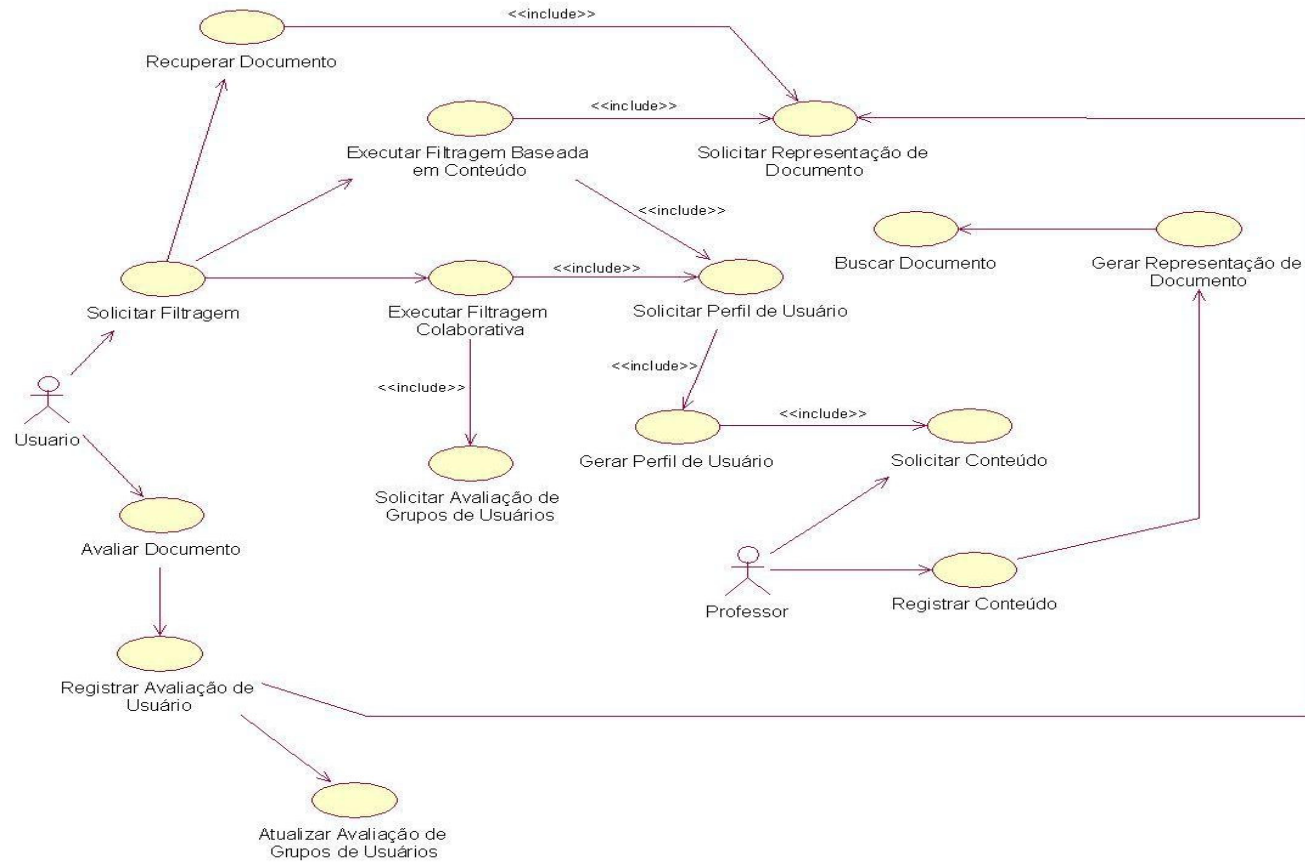 <<include>>
Recuperar Documento
<<include>>
Executar Filtragem Baseada
em Conteúdo
Solicitar Representação de
Documento
<<include>>
Buscar Documento
Gerar Representação de
Documento
Solicitar Filtragem
<<include>>
Executar Filtragem
Colaborativa
Solicitar Perfil de Usuário
<<include>>
<<include>>
Usuario
<<include>>
Gerar Perfil de Usuário
Solicitar Conteúdo
Solicitar Avaliação de
Grupos de Usuários
Avaliar Documento
Professor
Registrar Conteúdo
Registrar Avaliação de
Usuário
Atualizar Avaliação de
Grupos de Usuários